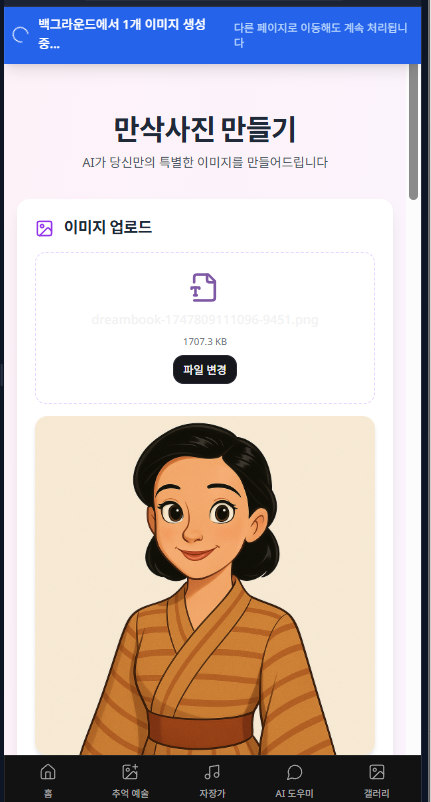 백그라운드에서 1개 이미지 생성
중...
다른 페이지로 이동해도 계속 처리됩니
다
만삭사진 만들기
AI가 당신만의 특별한 이미지를 만들어드립니다
이미지 업로드
dreambook-1747809111096-9451.png
1707.3 KB
파일 변경
홈
추억 예술
자장가
AI 도우미
갤러리